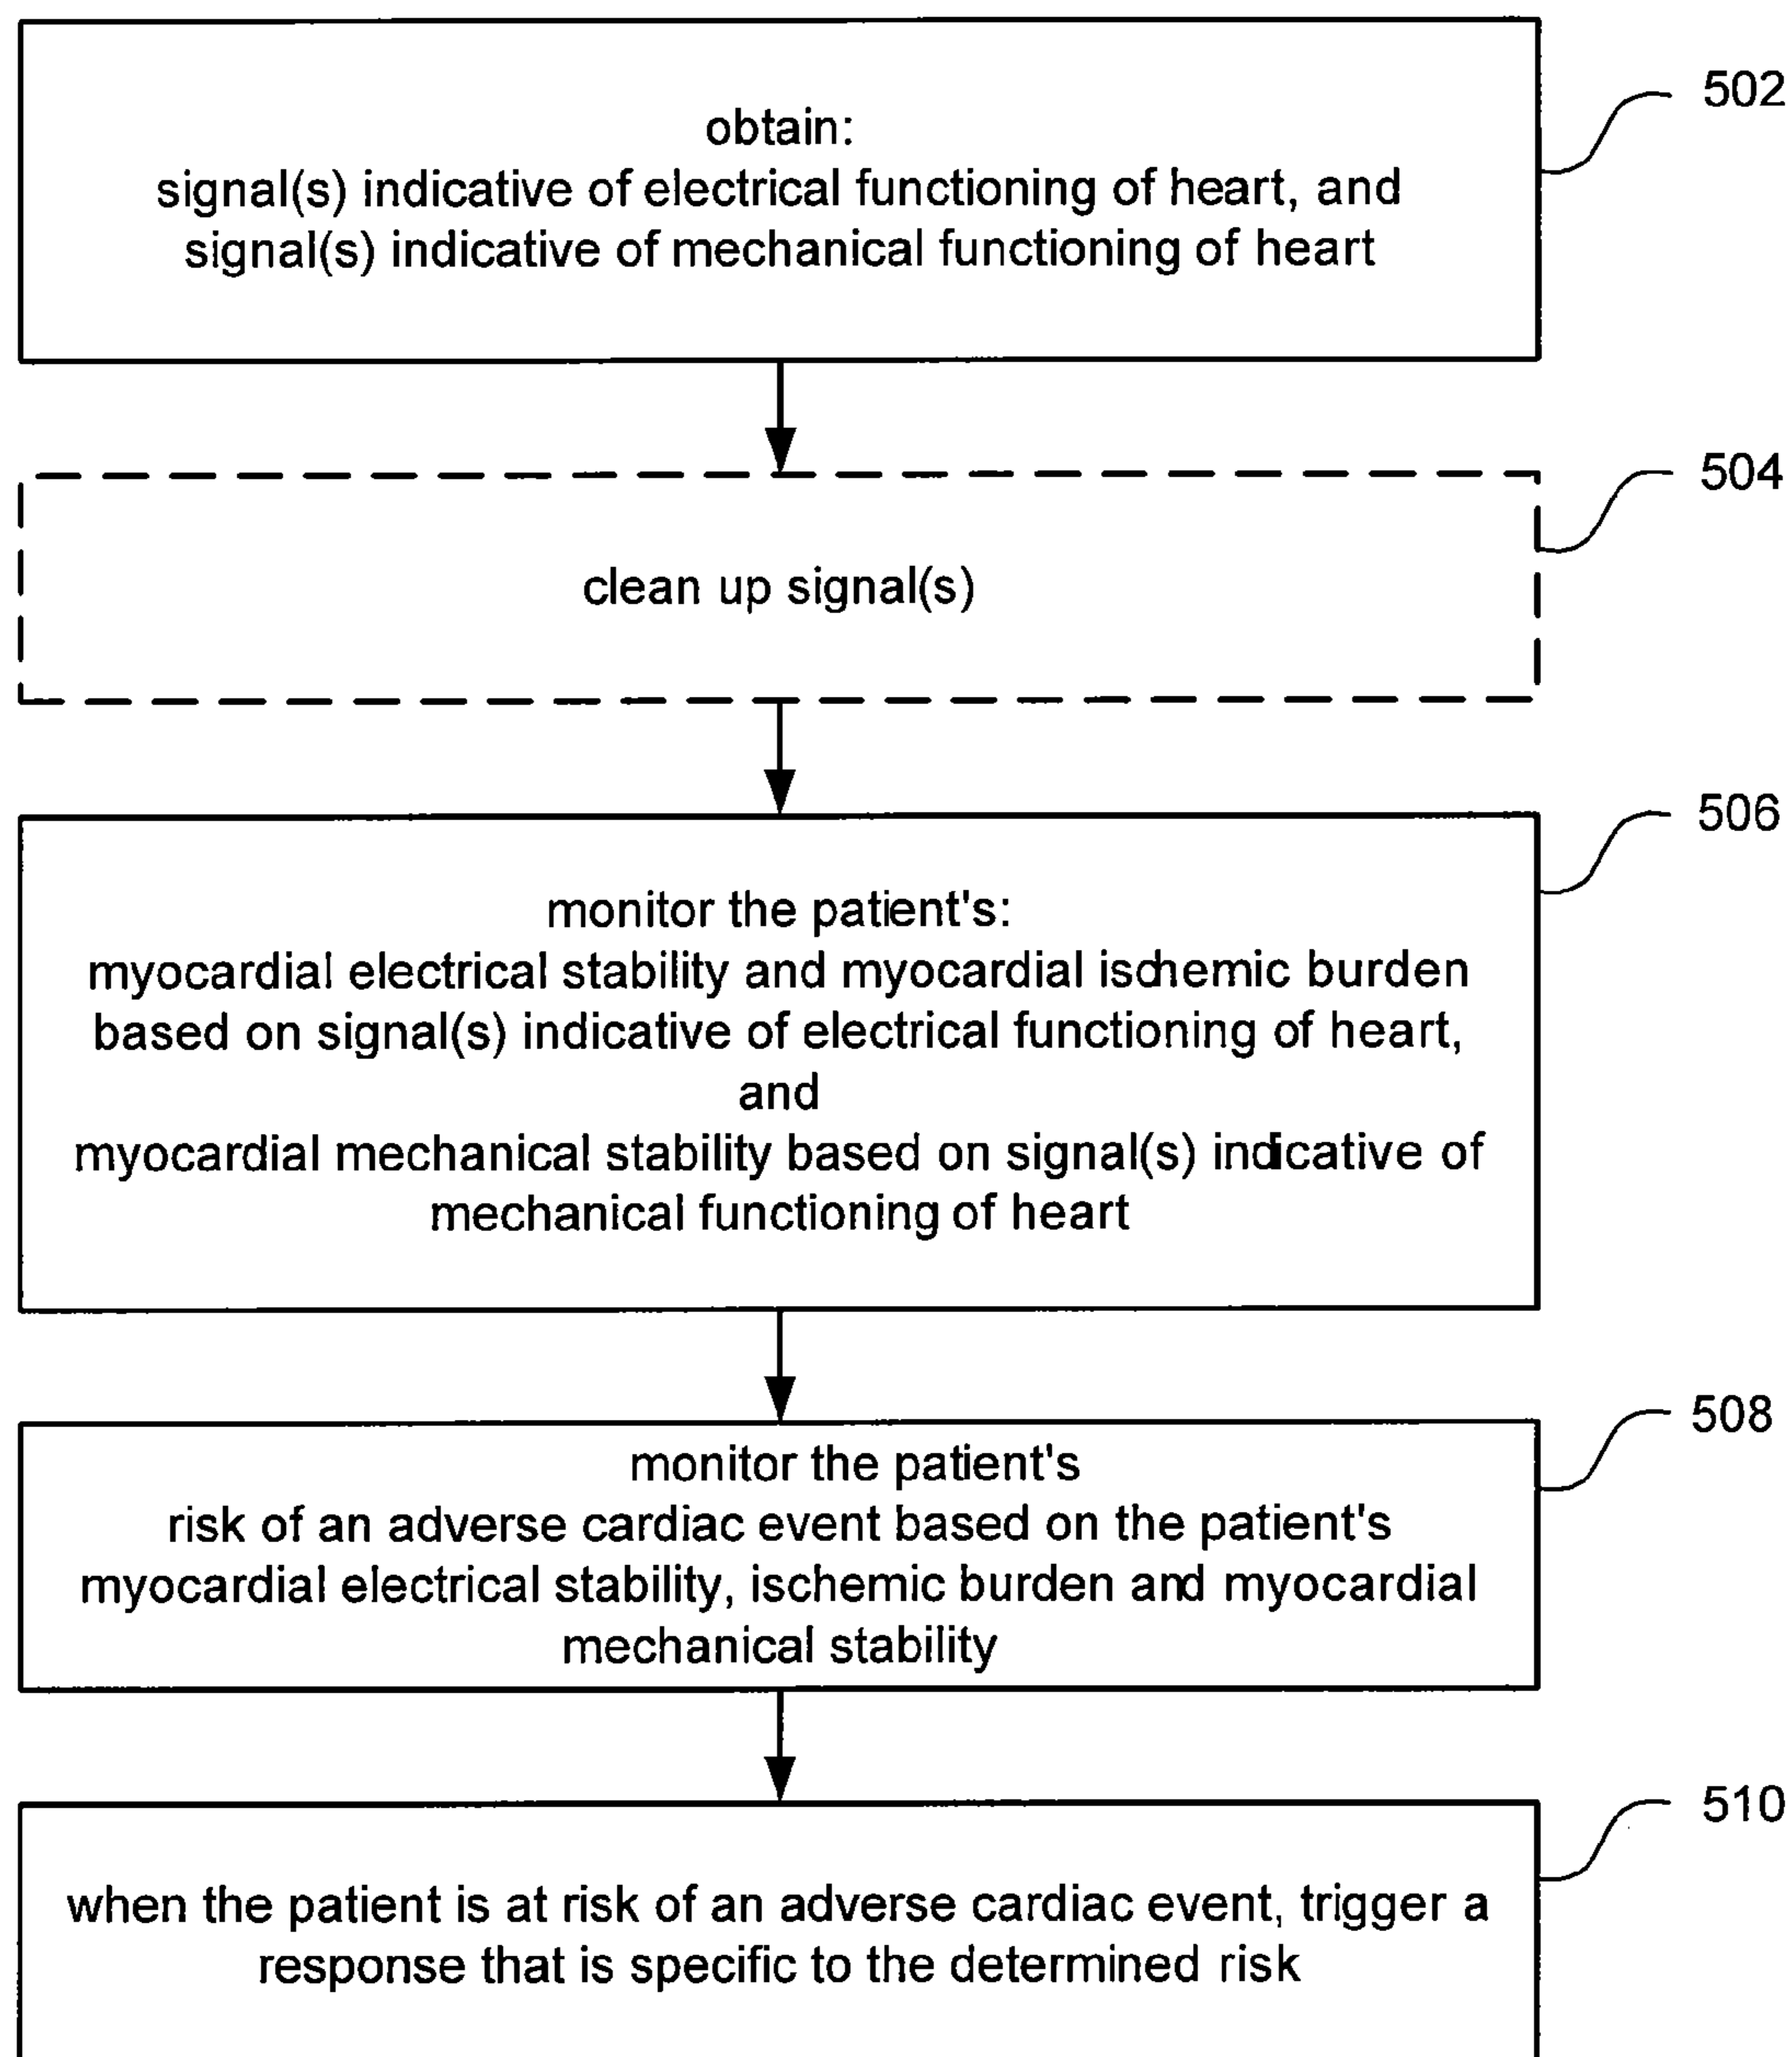 502
obtain:
signal(s) indicative of electrical functioning of heart, and
signal(s) indicative of mechanical functioning of heart
504
clean up signal(s)
506
monitor the patient's:
myocardial electrical stability and myocardial ischemic burden
based on signal(s) indicative of electrical functioning of heart,
and
myocardial mechanical stability based on signal(s) indicative of
mechanical functioning of heart
508
monitor the patient's
risk of an adverse cardiac event based on the patient's
myocardial electrical stability, ischemic burden and myocardial
mechanical stability
510
when the patient is at risk of an adverse cardiac event, trigger a
response that is specific to the determined risk